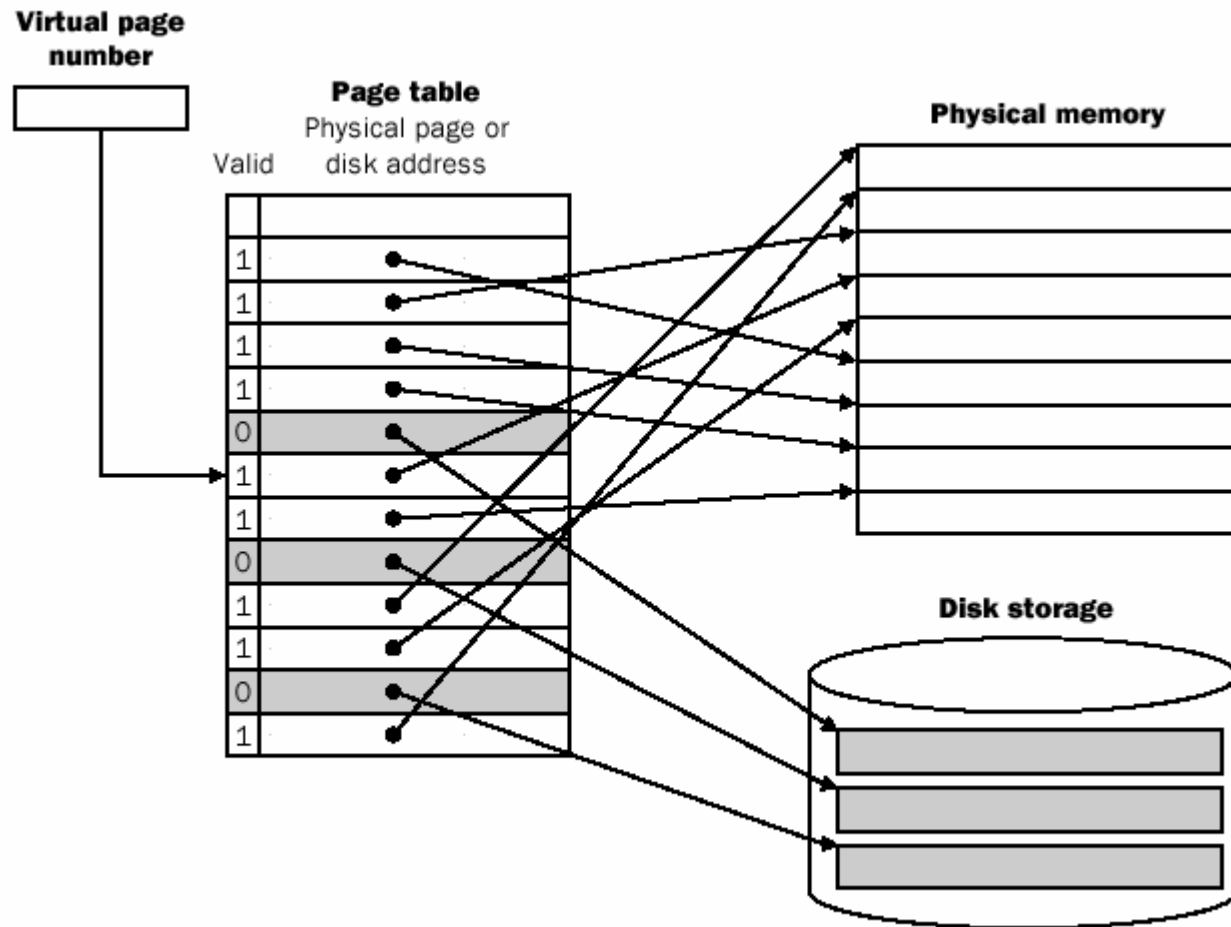 Virtual page
number
Page table
Physical page or
disk address
Valid
Physical memory
1
1
1
1
0
1
1
0
1
1
0
1
Disk storage